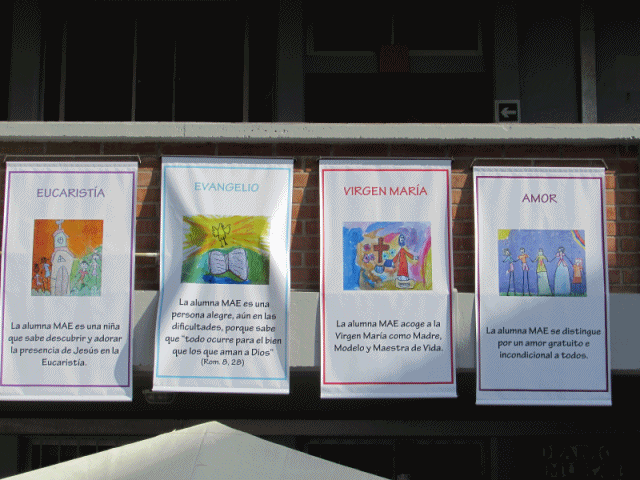 EUCARISTÍA
La alumna MAE es una niña
que sabe descubrir y adorar
la presencia de Jesús en la
Eucaristía.
EVANGELIO
La alumna MAE es una
persona alegre, aún en las
dificultades, porque sabe
que "todo ocurre para el bien
que los que aman a Dios"
(Rom. 8, 28)
VIRGEN MARÍA
La alumna MAE acoge a la
Virgen María como Madre,
Modelo y Maestra de Vida.
AMOR
La alumna MAE se distingue
por un amor gratuito e
incondicional a todos.